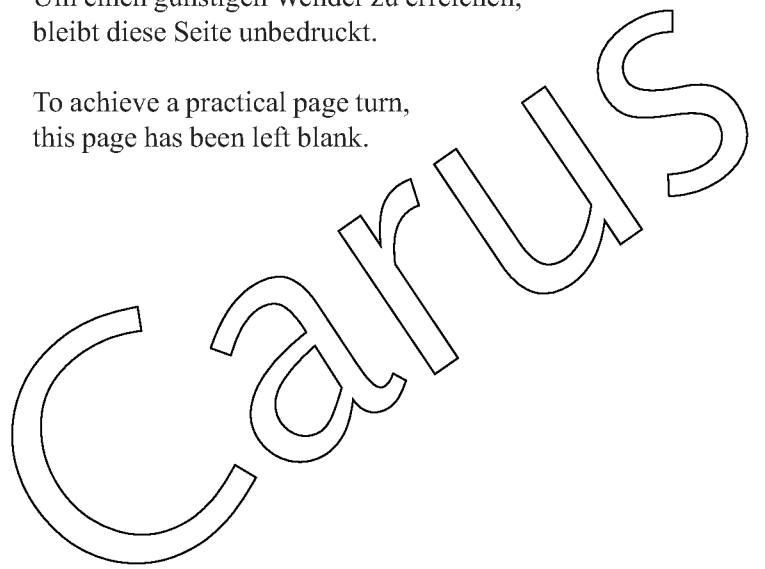 Um einen günstigen Wender zu erreichen,
bleibt diese Seite unbedruckt.
To achieve a practical page turn,
this page has been left blank.
Carus